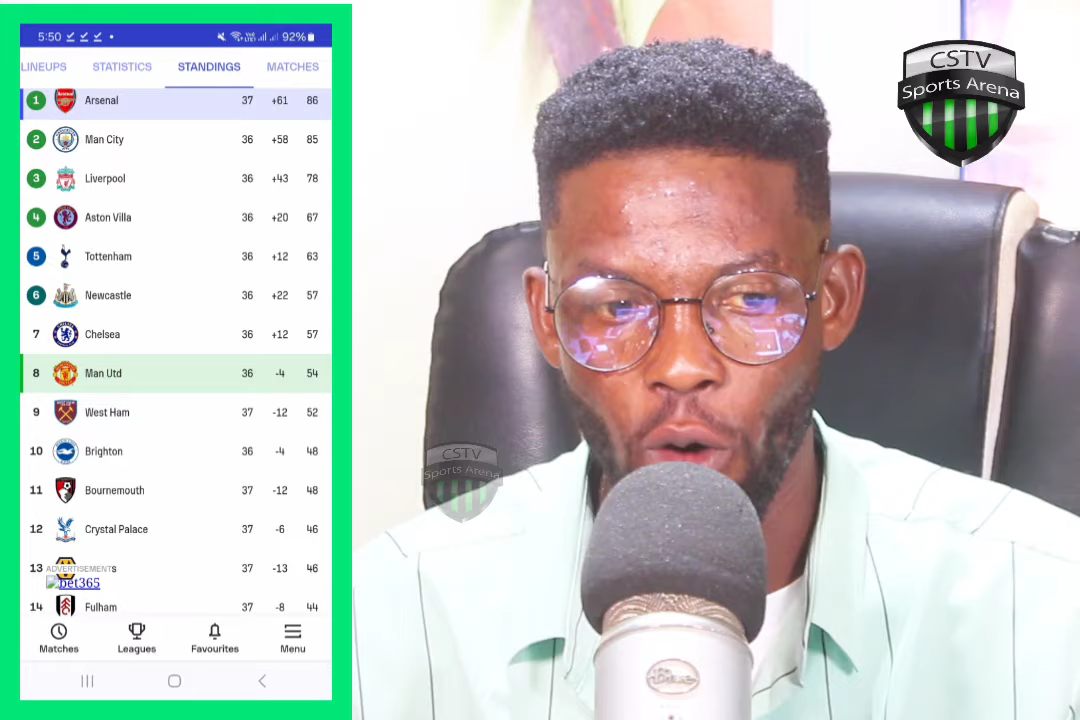 5:50 92%
LINEUPS STATISTICS STANDINGS MATCHES
1 Arsenal 37 +61 86
2 Man City 36 +58 85
3 Liverpool 36 +43 78
4 Aston Villa 36 +20 67
5 Tottenham 36 +12 63
6 Newcastle 36 +22 57
7 Chelsea 36 +12 57
8 Man Utd 36 -4 54
9 West Ham 37 -12 52
10 Brighton 36 -4 48
11 Bournemouth 37 -12 48
12 Crystal Palace 37 -6 46
13 ADVERTISEMENTS 37 -13 46
bet365
14 Fulham 37 -8 44
Matches Leagues Favourites Menu
CSTV
Sports Arena
CSTV
Sports Arena